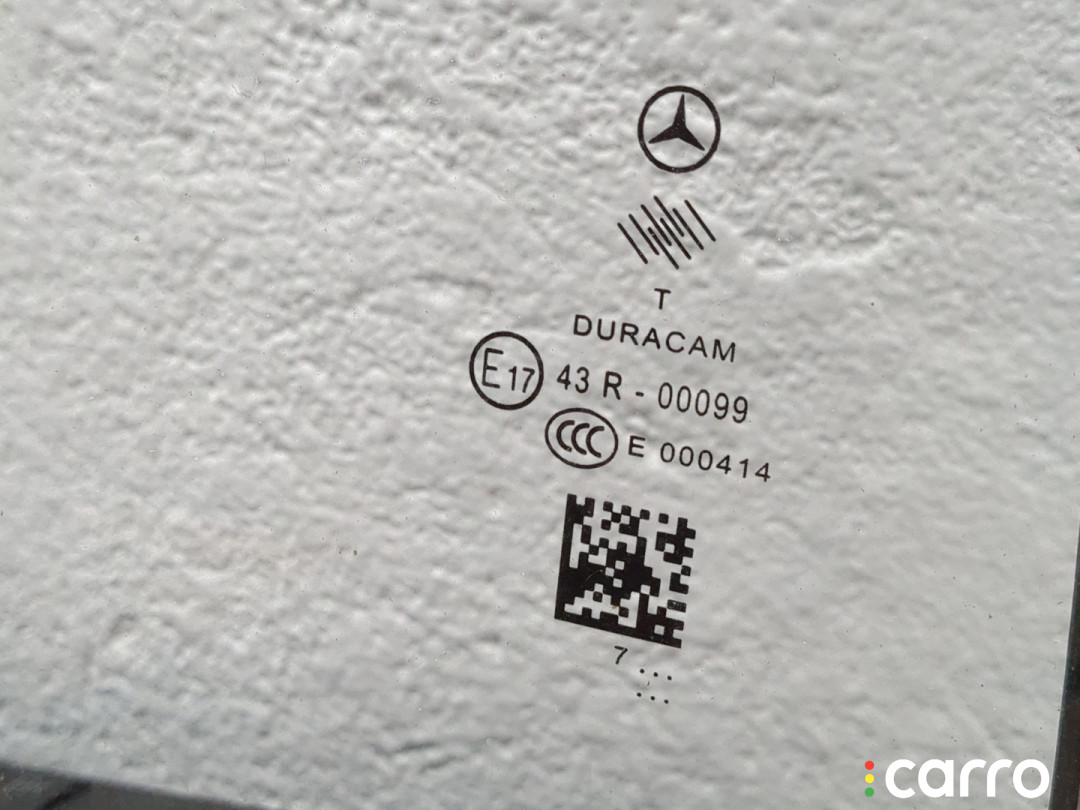 T
DURACAM
E17 43 R - 00099
CCC E 000414
7 ...
...
carro